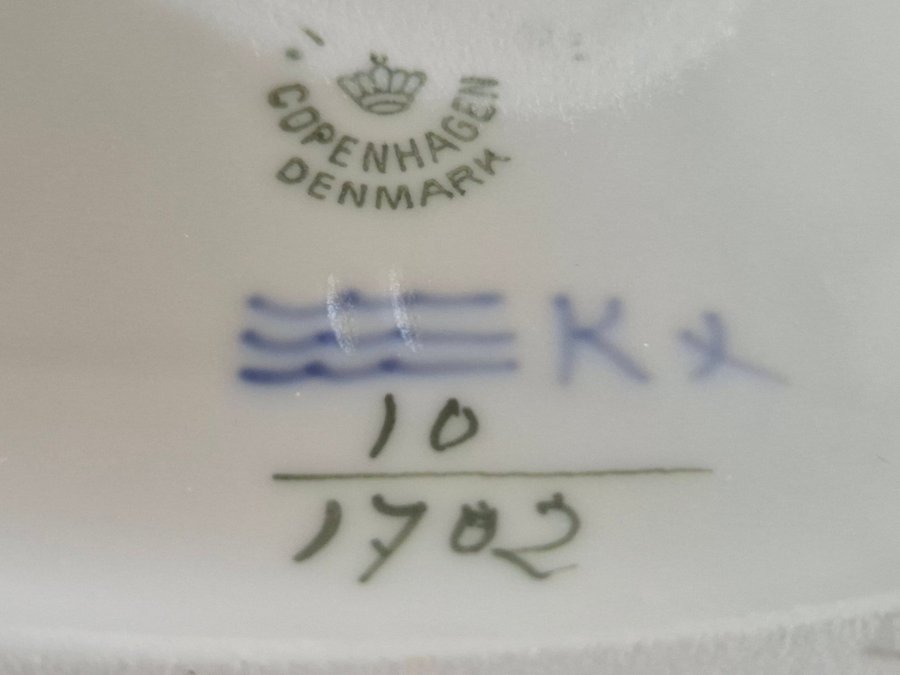 COPENHAGEN
DENMARK
K x
10
1702